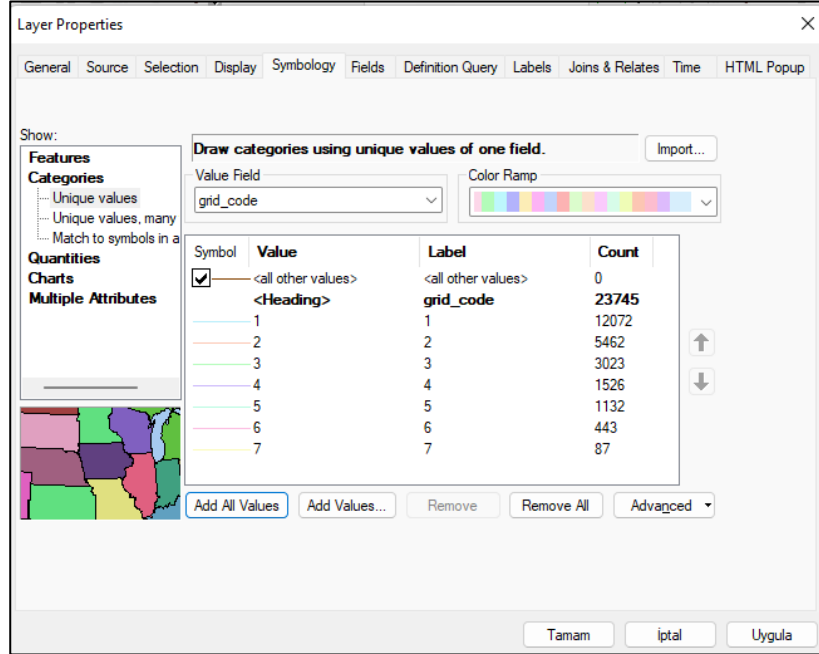 Layer Properties
General Source Selection Display Symbology Fields Definition Query Labels Joins & Relates Time HTML Popup
Show:
Features
Categories
Unique values
Unique values, many
Match to symbols in a
Quantities
Charts
Multiple Attributes
Draw categories using unique values of one field.
Import...
Value Field
grid_code
Color Ramp
Symbol Value Label Count
<all other values> <all other values> 0
<Heading> grid_code 23745
1 1 12072
2 2 5462
3 3 3023
4 4 1526
5 5 1132
6 6 443
7 7 87
Add All Values Add Values... Remove Remove All Advanced
Tamam İptal Uygula